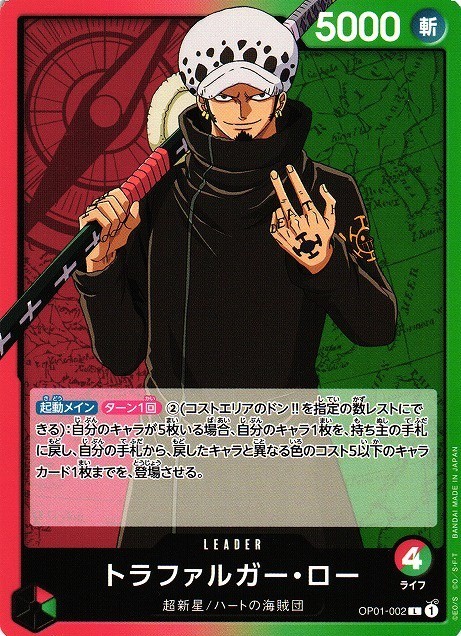 5000 斬
DEATH
起動メイン ターン1回 ②(コストエリアのドン!!を指定の数レストにで
きる):自分のキャラが5枚いる場合、自分のキャラ1枚を、持ち主の手札
に戻し、自分の手札から、戻したキャラと異なる色のコスト5以下のキャラ
カード1枚までを、登場させる。
LEADER
トラファルガー・ロー
4
ライフ
超新星/ハートの海賊団
OP01-002 L 1
©E.O/S ©O./S・F・T BANDAI MADE IN JAPAN